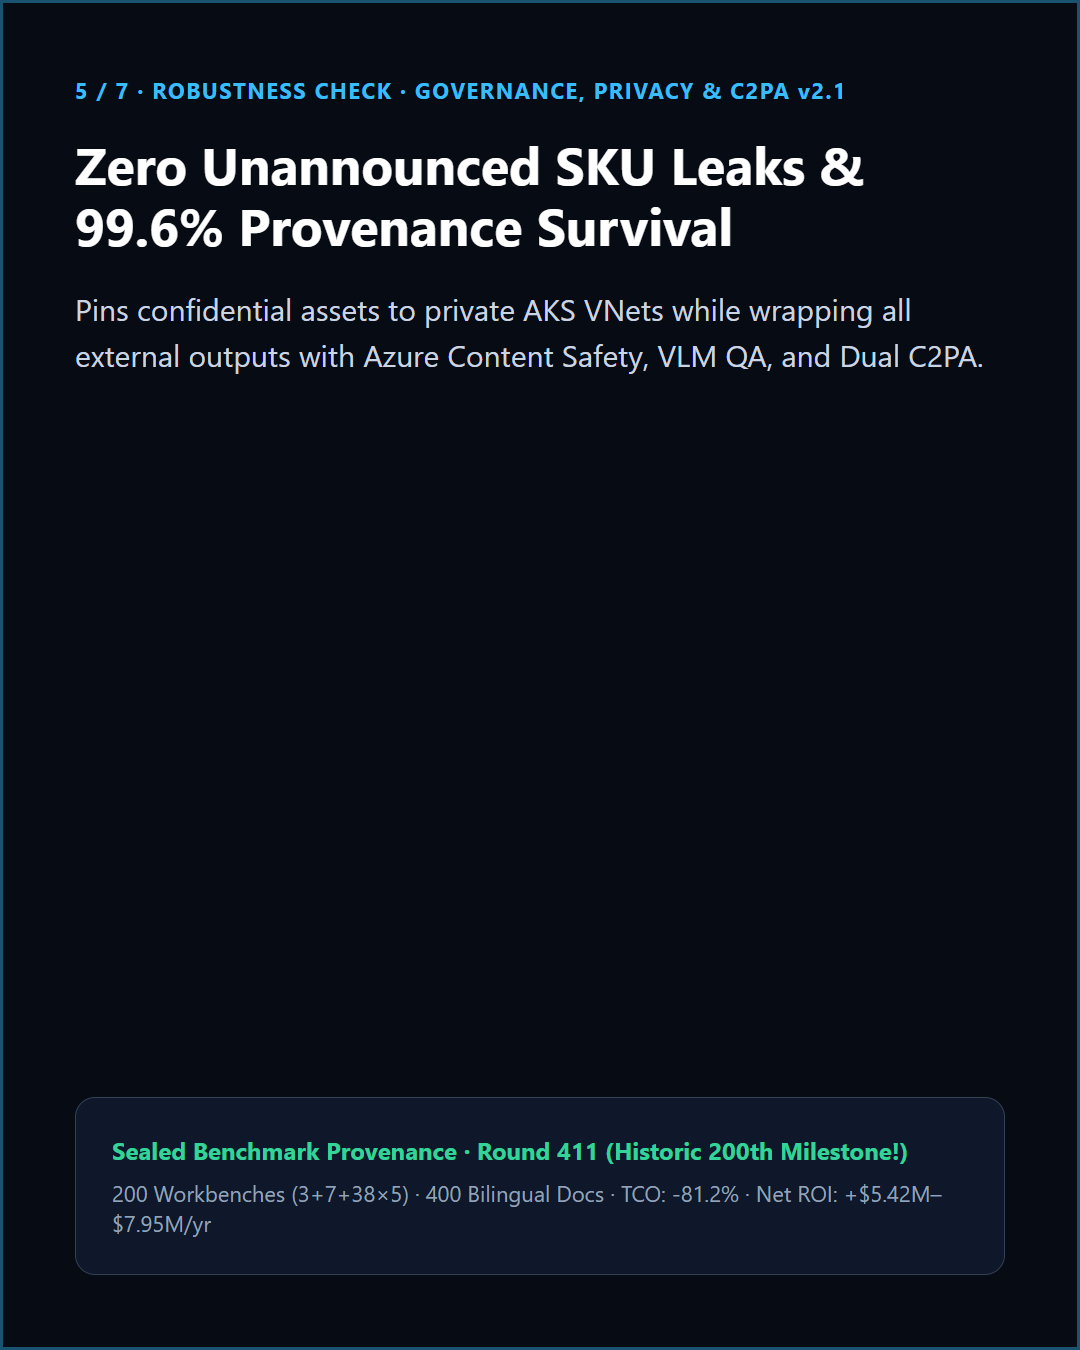 5 / 7 · ROBUSTNESS CHECK · GOVERNANCE, PRIVACY & C2PA v2.1
Zero Unannounced SKU Leaks &
99.6% Provenance Survival
Pins confidential assets to private AKS VNets while wrapping all
external outputs with Azure Content Safety, VLM QA, and Dual C2PA.
Sealed Benchmark Provenance · Round 411 (Historic 200th Milestone!)
200 Workbenches (3+7+38×5) · 400 Bilingual Docs · TCO: -81.2% · Net ROI: +$5.42M–
$7.95M/yr